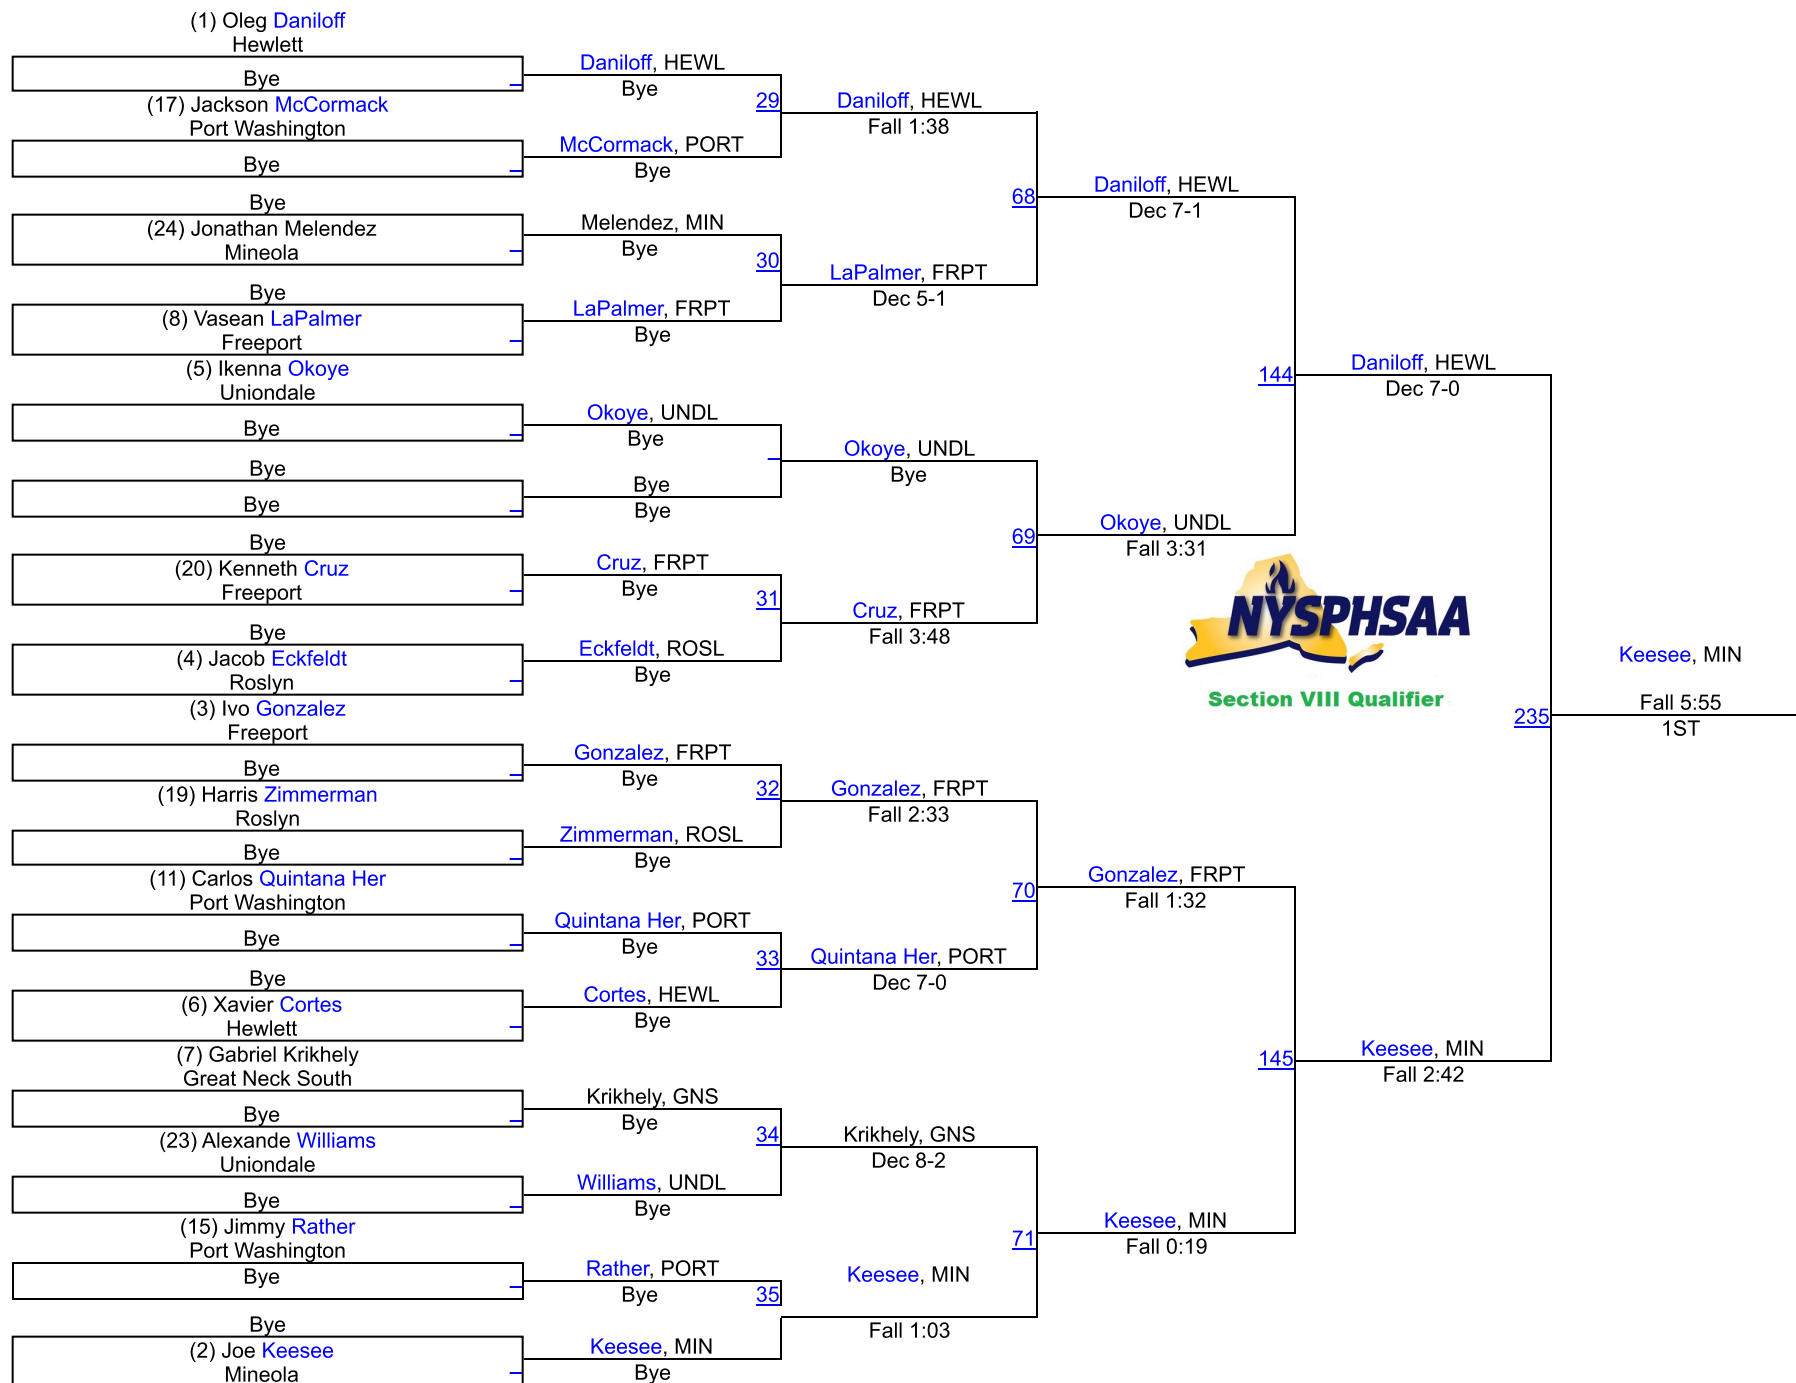 (1) Oleg Daniloff
Hewlett
Bye
(17) Jackson McCormack
Port Washington
Bye
Bye
(24) Jonathan Melendez
Mineola
Bye
(8) Vasean LaPalmer
Freeport
(5) Ikenna Okoye
Uniondale
Bye
Bye
Bye
Bye
(20) Kenneth Cruz
Freeport
Bye
(4) Jacob Eckfeldt
Roslyn
(3) Ivo Gonzalez
Freeport
Bye
(19) Harris Zimmerman
Roslyn
Bye
(11) Carlos Quintana Her
Port Washington
Bye
Bye
(6) Xavier Cortes
Hewlett
(7) Gabriel Krikhely
Great Neck South
Bye
(23) Alexande Williams
Uniondale
Bye
(15) Jimmy Rather
Port Washington
Bye
Bye
(2) Joe Keesee
Mineola
Daniloff, HEWL
Bye
29
McCormack, PORT
Bye
Melendez, MIN
Bye
30
LaPalmer, FRPT
Bye
Okoye, UNDL
Bye
Bye
Bye
Cruz, FRPT
Bye
31
Eckfeldt, ROSL
Bye
Gonzalez, FRPT
Bye
32
Zimmerman, ROSL
Bye
Quintana Her, PORT
Bye
33
Cortes, HEWL
Bye
Krikhely, GNS
Bye
34
Williams, UNDL
Bye
Rather, PORT
Bye
35
Keesee, MIN
Bye
Daniloff, HEWL
Fall 1:38
68
LaPalmer, FRPT
Dec 5-1
Okoye, UNDL
Bye
69
Cruz, FRPT
Fall 3:48
Gonzalez, FRPT
Fall 2:33
70
Quintana Her, PORT
Dec 7-0
Krikhely, GNS
Dec 8-2
71
Keesee, MIN
Fall 1:03
Daniloff, HEWL
Dec 7-1
144
Okoye, UNDL
Fall 3:31
NYSPHSAA
Section VIII Qualifier
Gonzalez, FRPT
Fall 1:32
145
Keesee, MIN
Fall 0:19
Daniloff, HEWL
Dec 7-0
235
Keesee, MIN
Fall 2:42
Keesee, MIN
Fall 5:55
1ST